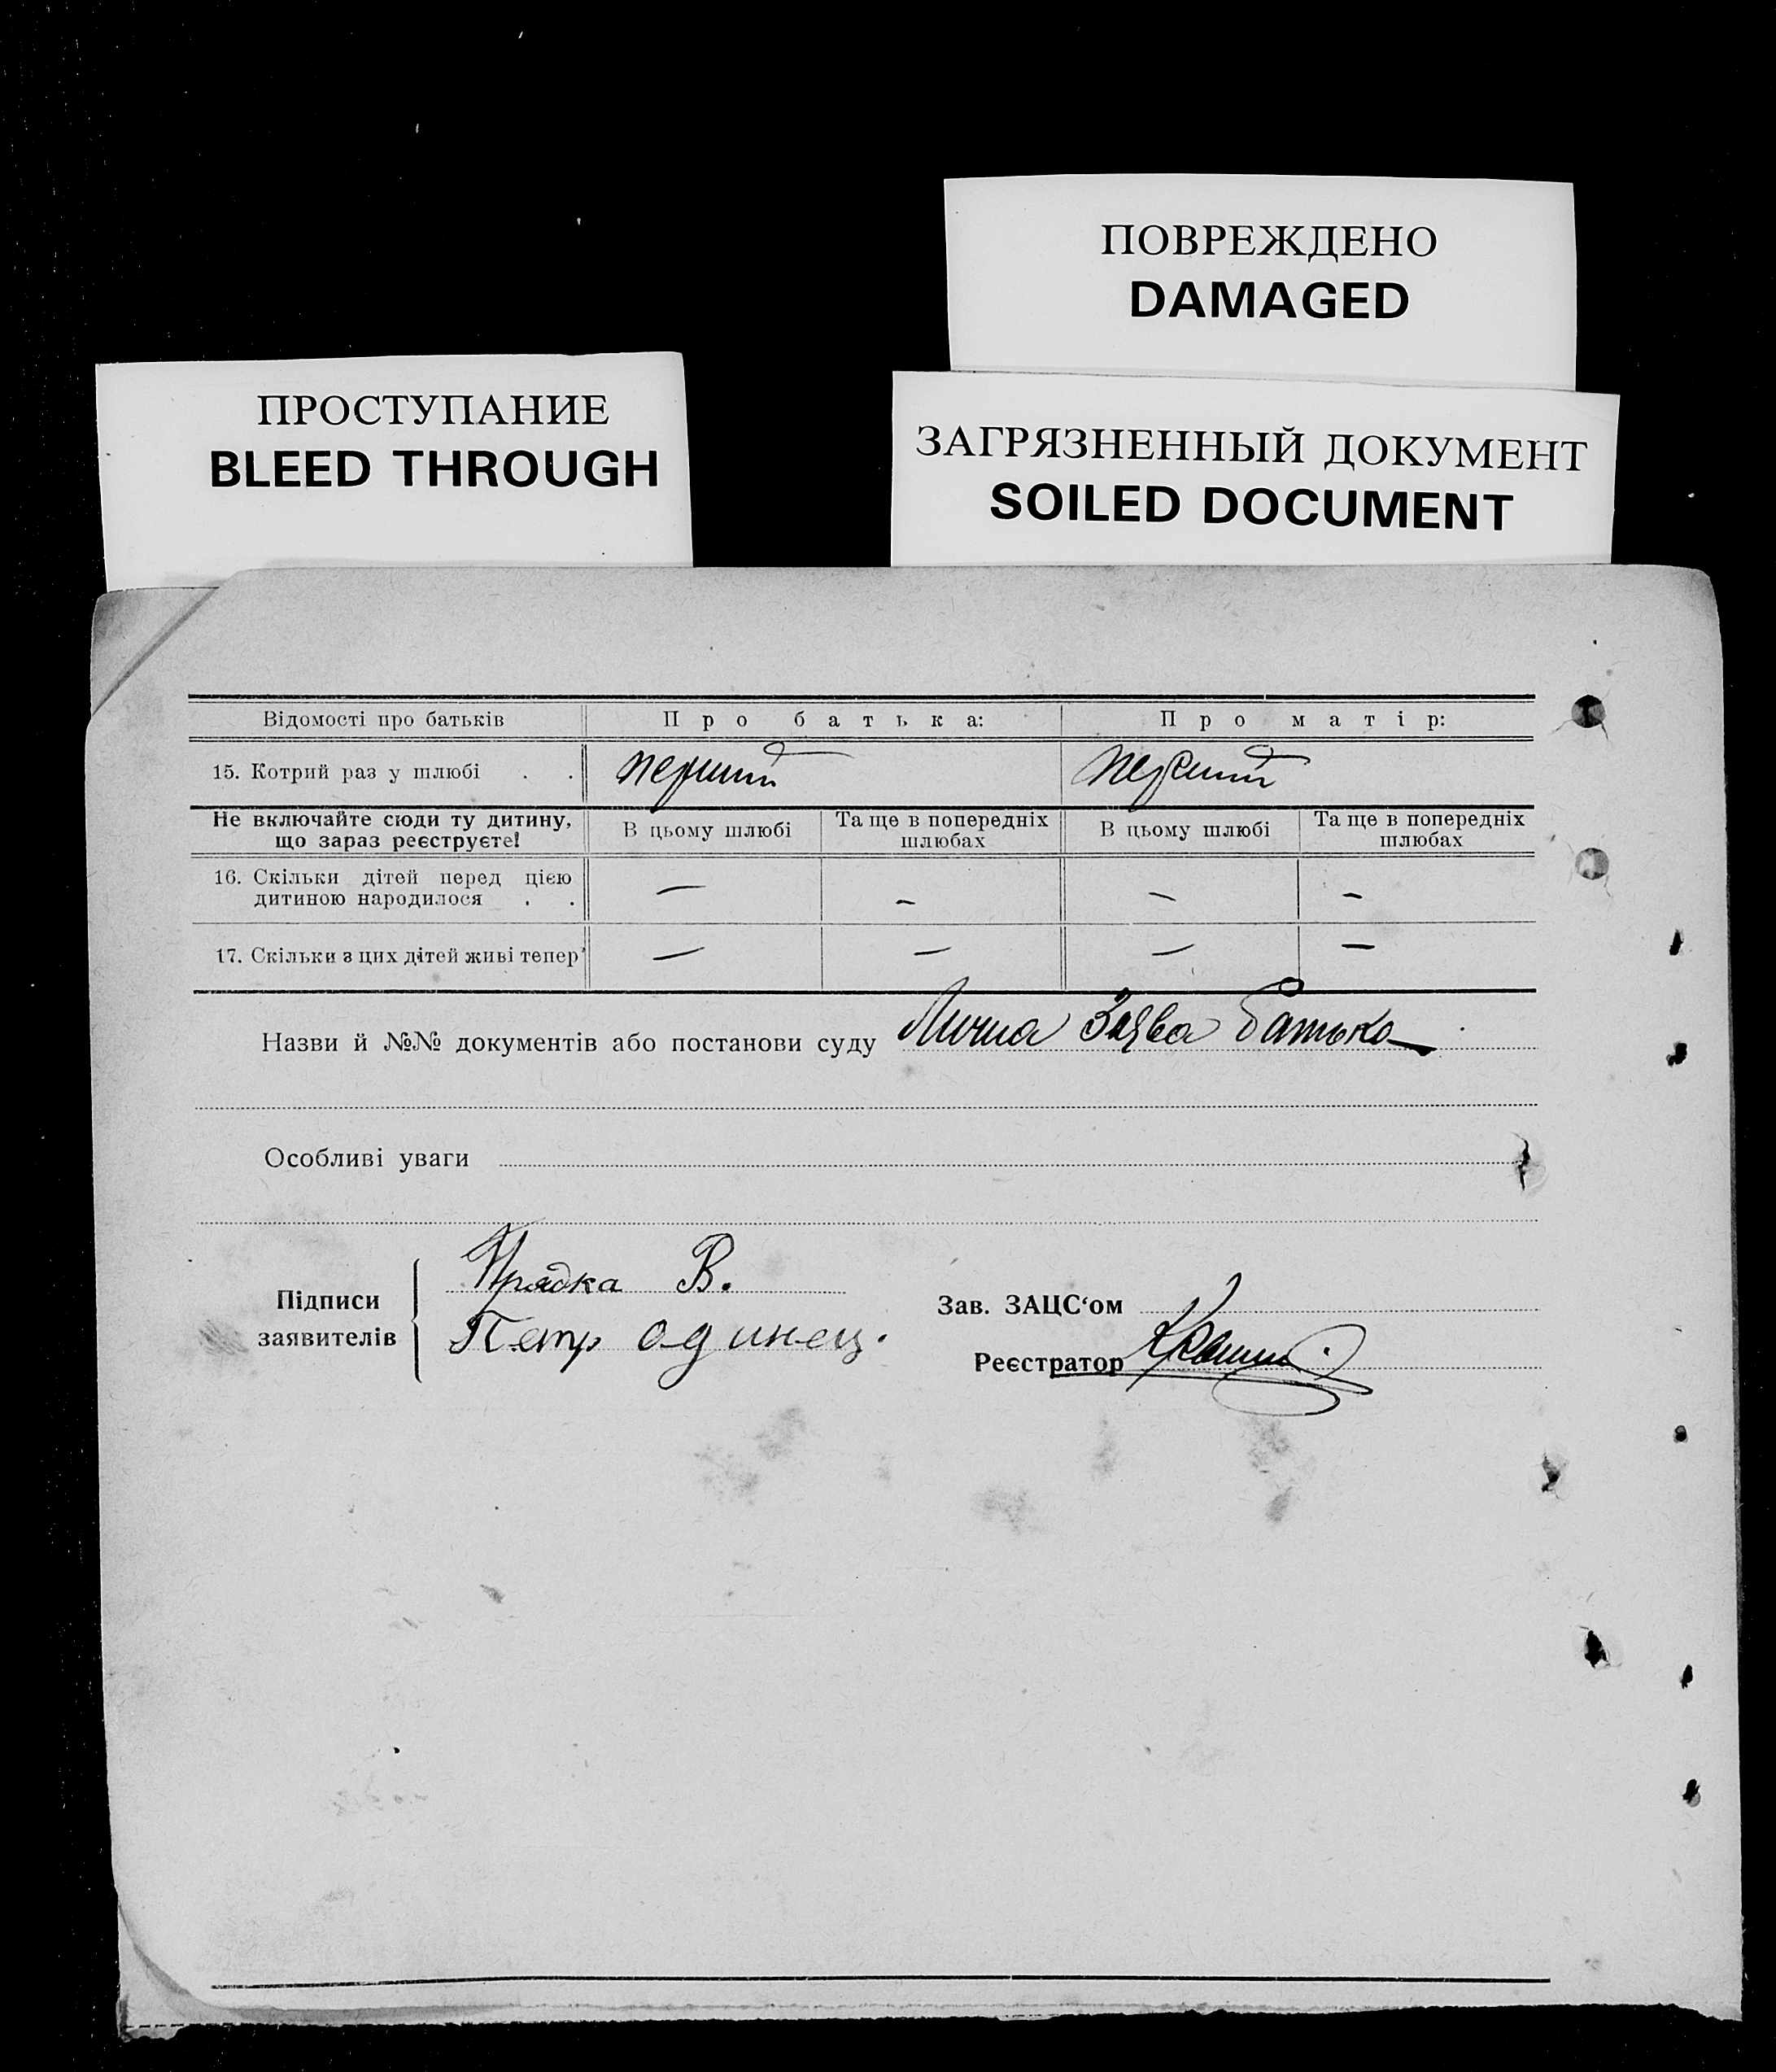 ПОВРЕЖДЕНО
DAMAGED
ПРОСТУПАНИЕ
BLEED THROUGH
ЗАГРЯЗНЕННЫЙ ДОКУМЕНТ
SOILED DOCUMENT
Відомості про батьків Про батька: Про матір:
15. Котрий раз у шлюбі . . перший перший
Не включайте сюди ту дитину, що зараз реєструєте! В цьому шлюбі Та ще в попередніх шлюбах В цьому шлюбі Та ще в попередніх шлюбах
16. Скільки дітей перед цією
дитиною народилося . . — — — —
17. Скільки з цих дітей живі тепер — — — —
Назви й №№ документів або постанови суду Лична Заява батька
Особливі уваги
Підписи заявителів
Прядка В.
Петр одинец.
Зав. ЗАЦС‘ом
Реєстратор